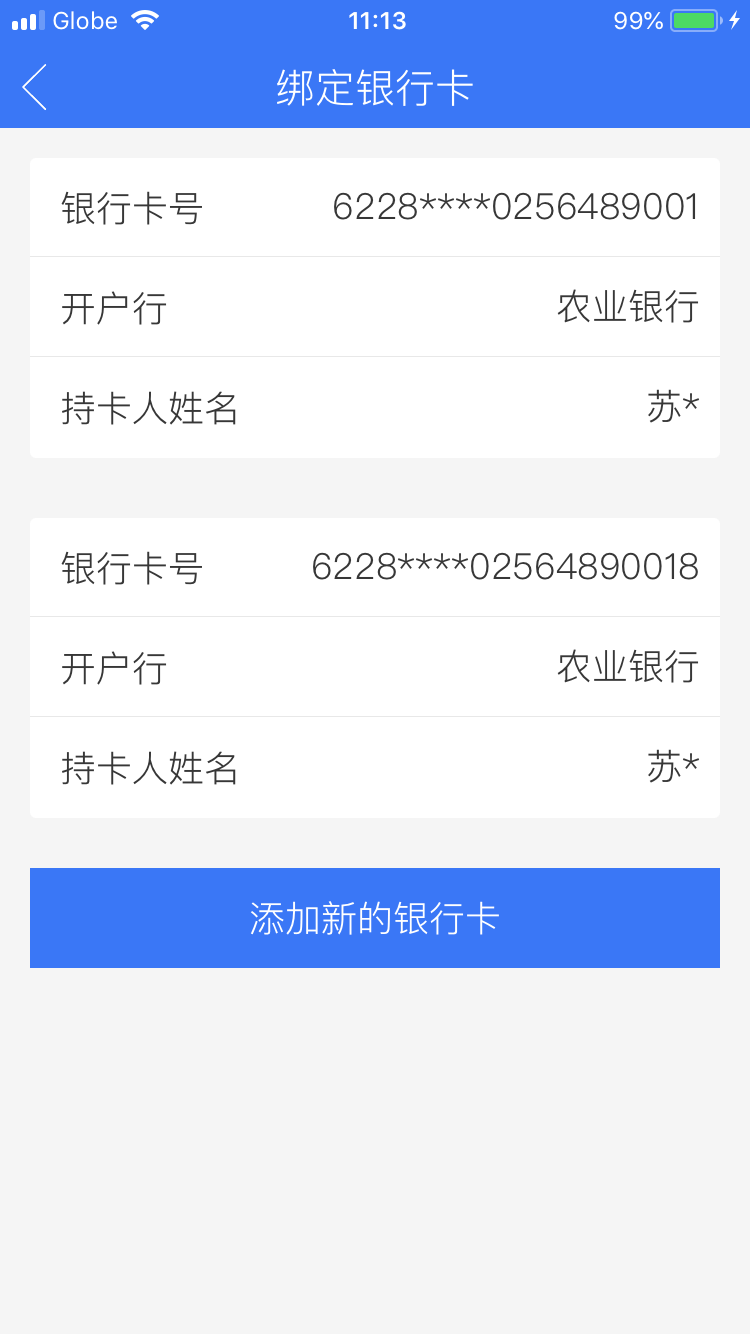 Globe 11:13 99%
绑定银行卡
银行卡号 6228****0256489001
开户行 农业银行
持卡人姓名 苏*
银行卡号 6228****02564890018
开户行 农业银行
持卡人姓名 苏*
添加新的银行卡